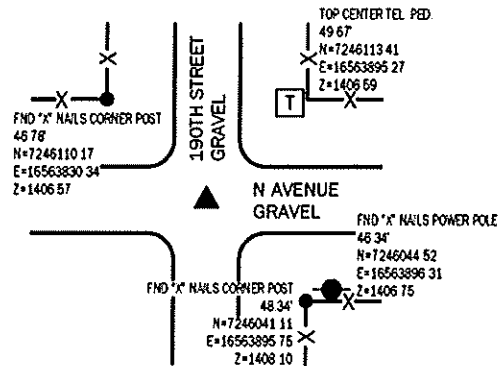 TOP CENTER TEL. PED.
49 67'
N=7246113 41
E=16563895 27
Z=1406 69
T
FND "X" NAILS CORNER POST
46 78'
N=7246110 17
E=16563830 34
Z=1406 57
190TH STREET
GRAVEL
N AVENUE
GRAVEL
FND "X" NAILS POWER POLE
46 34'
N=7246044 52
E=16563896 31
Z=1406 75
FND "X" NAILS CORNER POST
48.34'
N=7246041 11
E=16563895 75
Z=1408 10